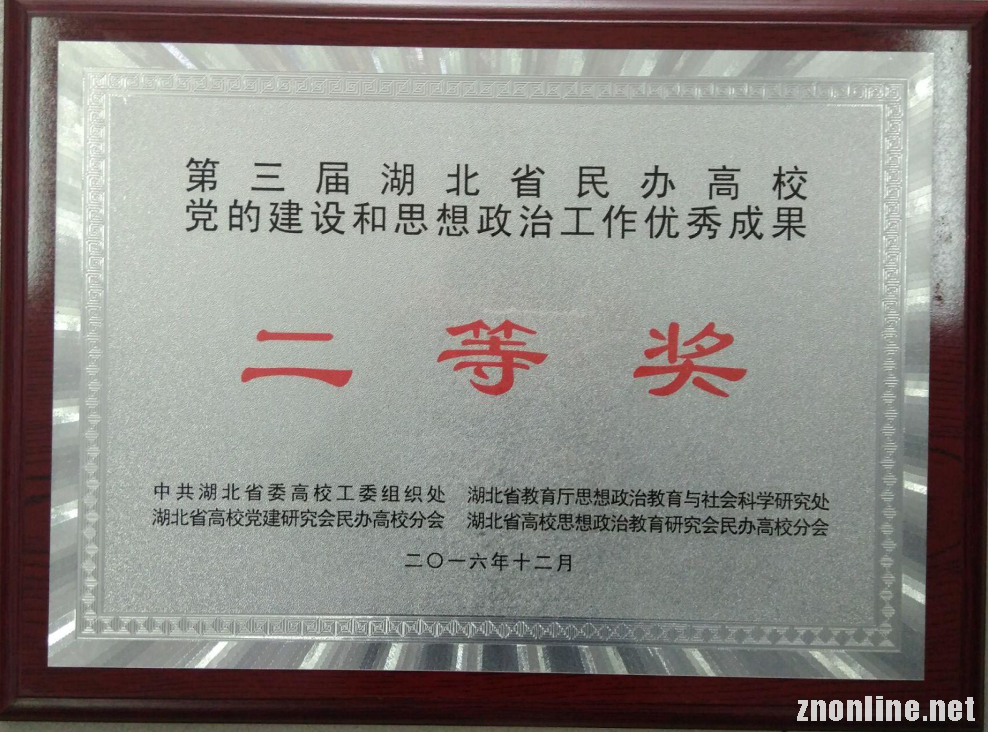 第三届湖北省民办高校
党的建设和思想政治工作优秀成果
二等奖
中共湖北省委高校工委组织处 湖北省教育厅思想政治教育与社会科学研究处
湖北省高校党建研究会民办高校分会 湖北省高校思想政治教育研究会民办高校分会
二〇一六年十二月
znonline.net